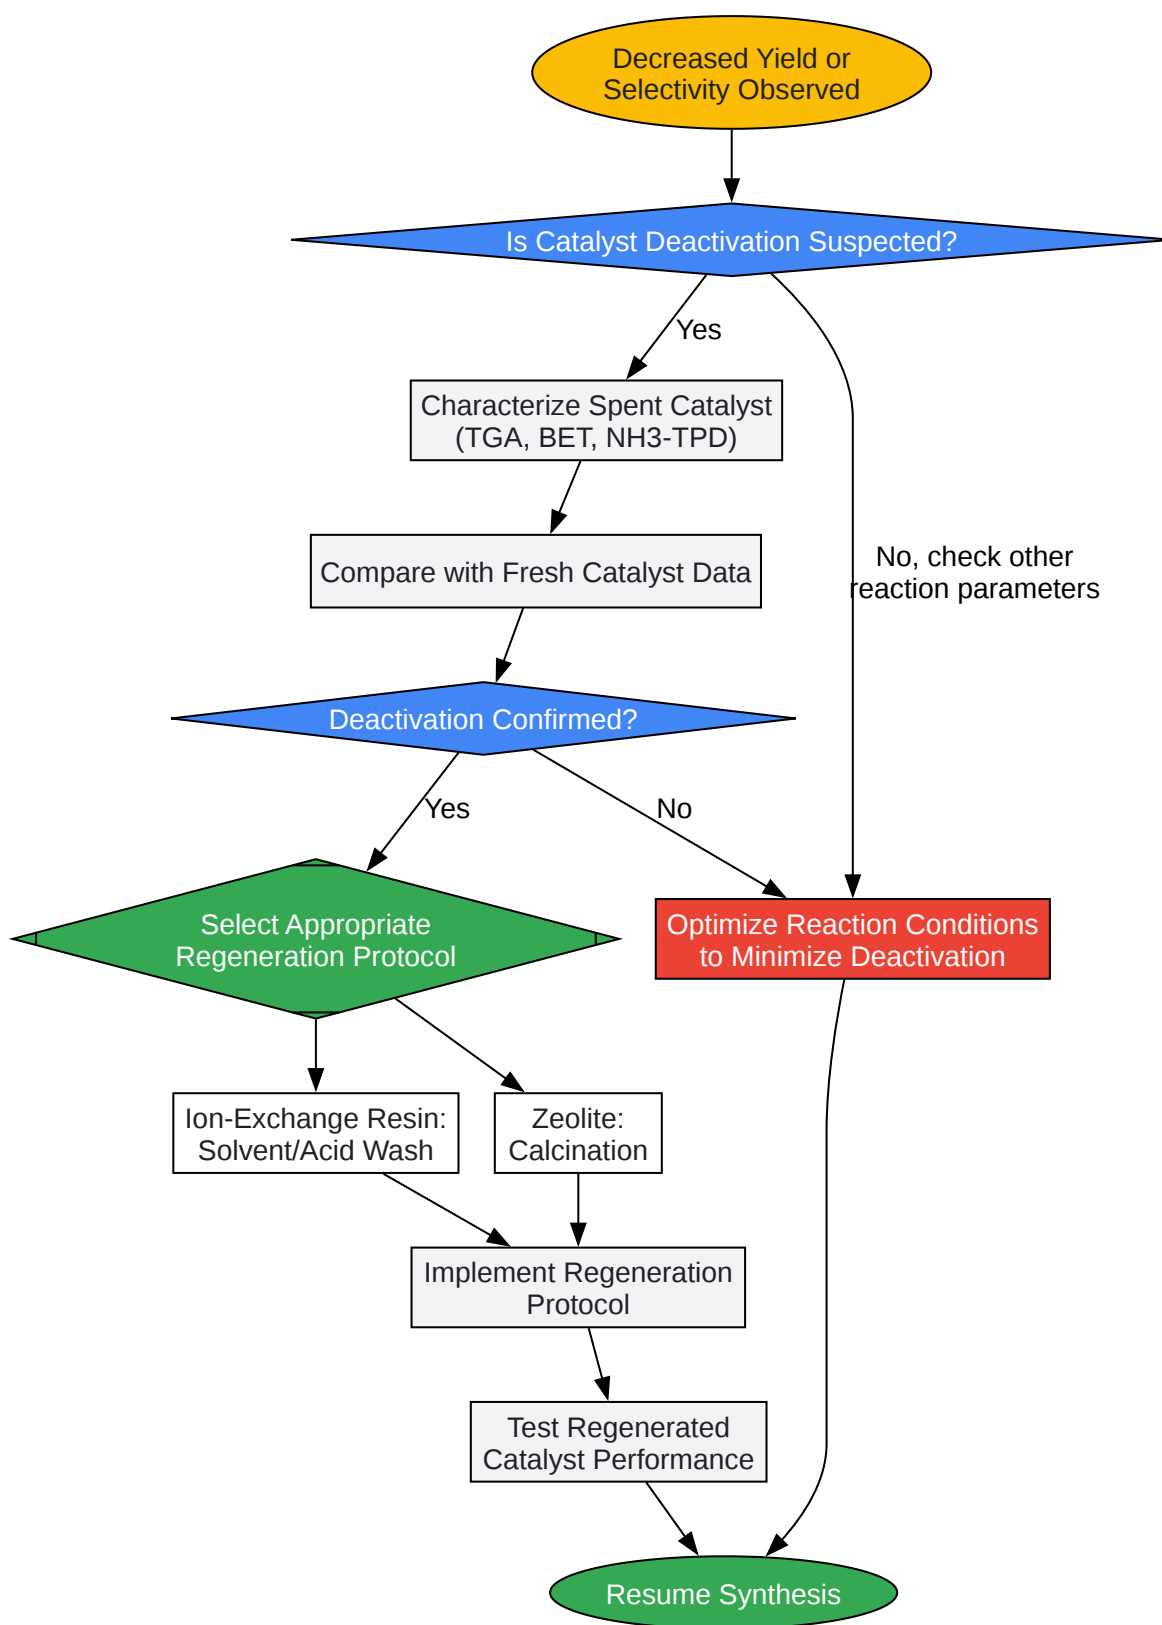 Decreased Yield or
Selectivity Observed
Is Catalyst Deactivation Suspected?
Yes
Characterize Spent Catalyst
(TGA, BET, NH3-TPD)
No, check other
reaction parameters
Compare with Fresh Catalyst Data
Deactivation Confirmed?
Yes
No
Select Appropriate
Regeneration Protocol
Optimize Reaction Conditions
to Minimize Deactivation
Ion-Exchange Resin:
Solvent/Acid Wash
Zeolite:
Calcination
Implement Regeneration
Protocol
Test Regenerated
Catalyst Performance
Resume Synthesis